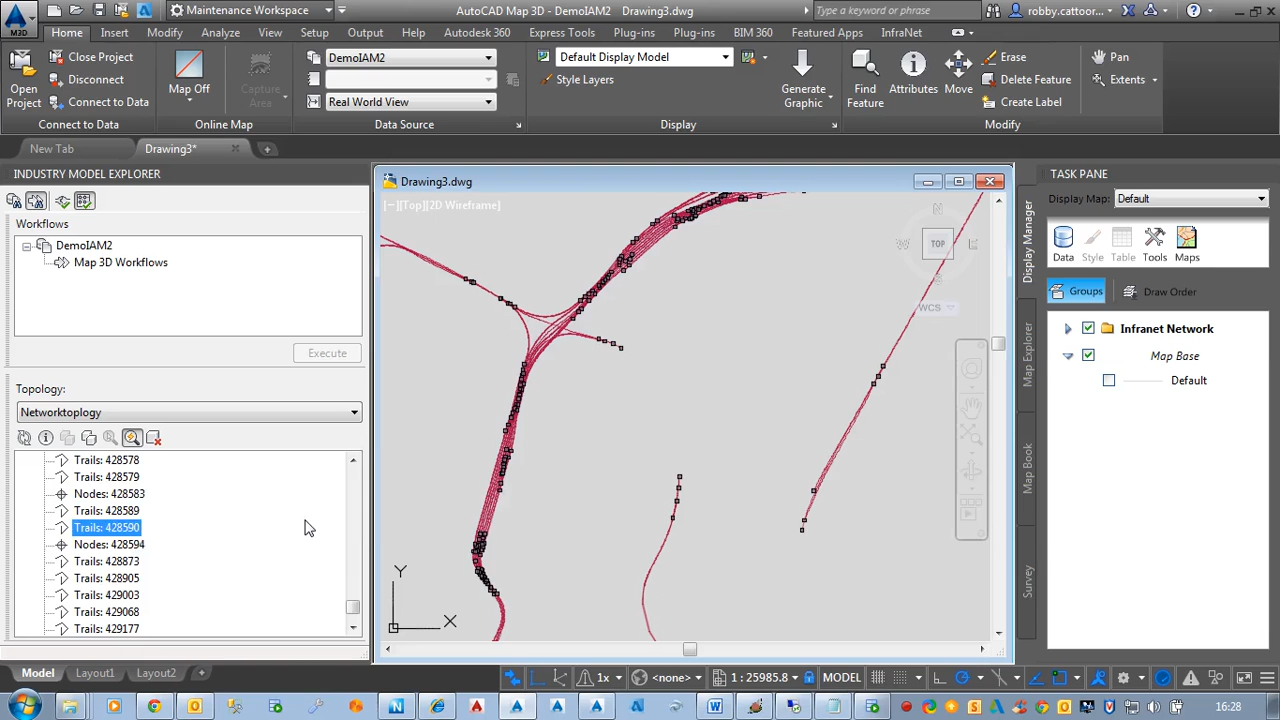 Maintenance Workspace
AutoCAD Map 3D - DemoIAM2 Drawing3.dwg
Type a keyword or phrase
robby.cattoor...
M3D
Home Insert Modify Analyze View Setup Output Help Autodesk 360 Express Tools Plug-ins Plug-ins BIM 360 Featured Apps InfraNet
Open Project
Close Project
Disconnect
Connect to Data
Connect to Data
Map Off
Capture Area
Online Map
DemoIAM2
Real World View
Data Source
Default Display Model
Style Layers
Generate Graphic
Display
Find Feature
Attributes
Move
Erase
Delete Feature
Create Label
Modify
Pan
Extents
New Tab
Drawing3*
INDUSTRY MODEL EXPLORER
Workflows
DemoIAM2
Map 3D Workflows
Execute
Topology:
Networktoplogy
Trails: 428578
Trails: 428579
Nodes: 428583
Trails: 428589
Trails: 428590
Nodes: 428594
Trails: 428873
Trails: 428905
Trails: 429003
Trails: 429068
Trails: 429177
Drawing3.dwg
[−][Top][2D Wireframe]
N
W
TOP
E
S
WCS
Y
X
TASK PANE
Display Map: Default
Data Style Table Tools Maps
Groups Draw Order
Infranet Network
Map Base
Default
Display Manager
Map Explorer
Map Book
Survey
Model Layout1 Layout2
1x <none> 1 : 25985.8 MODEL
16:28